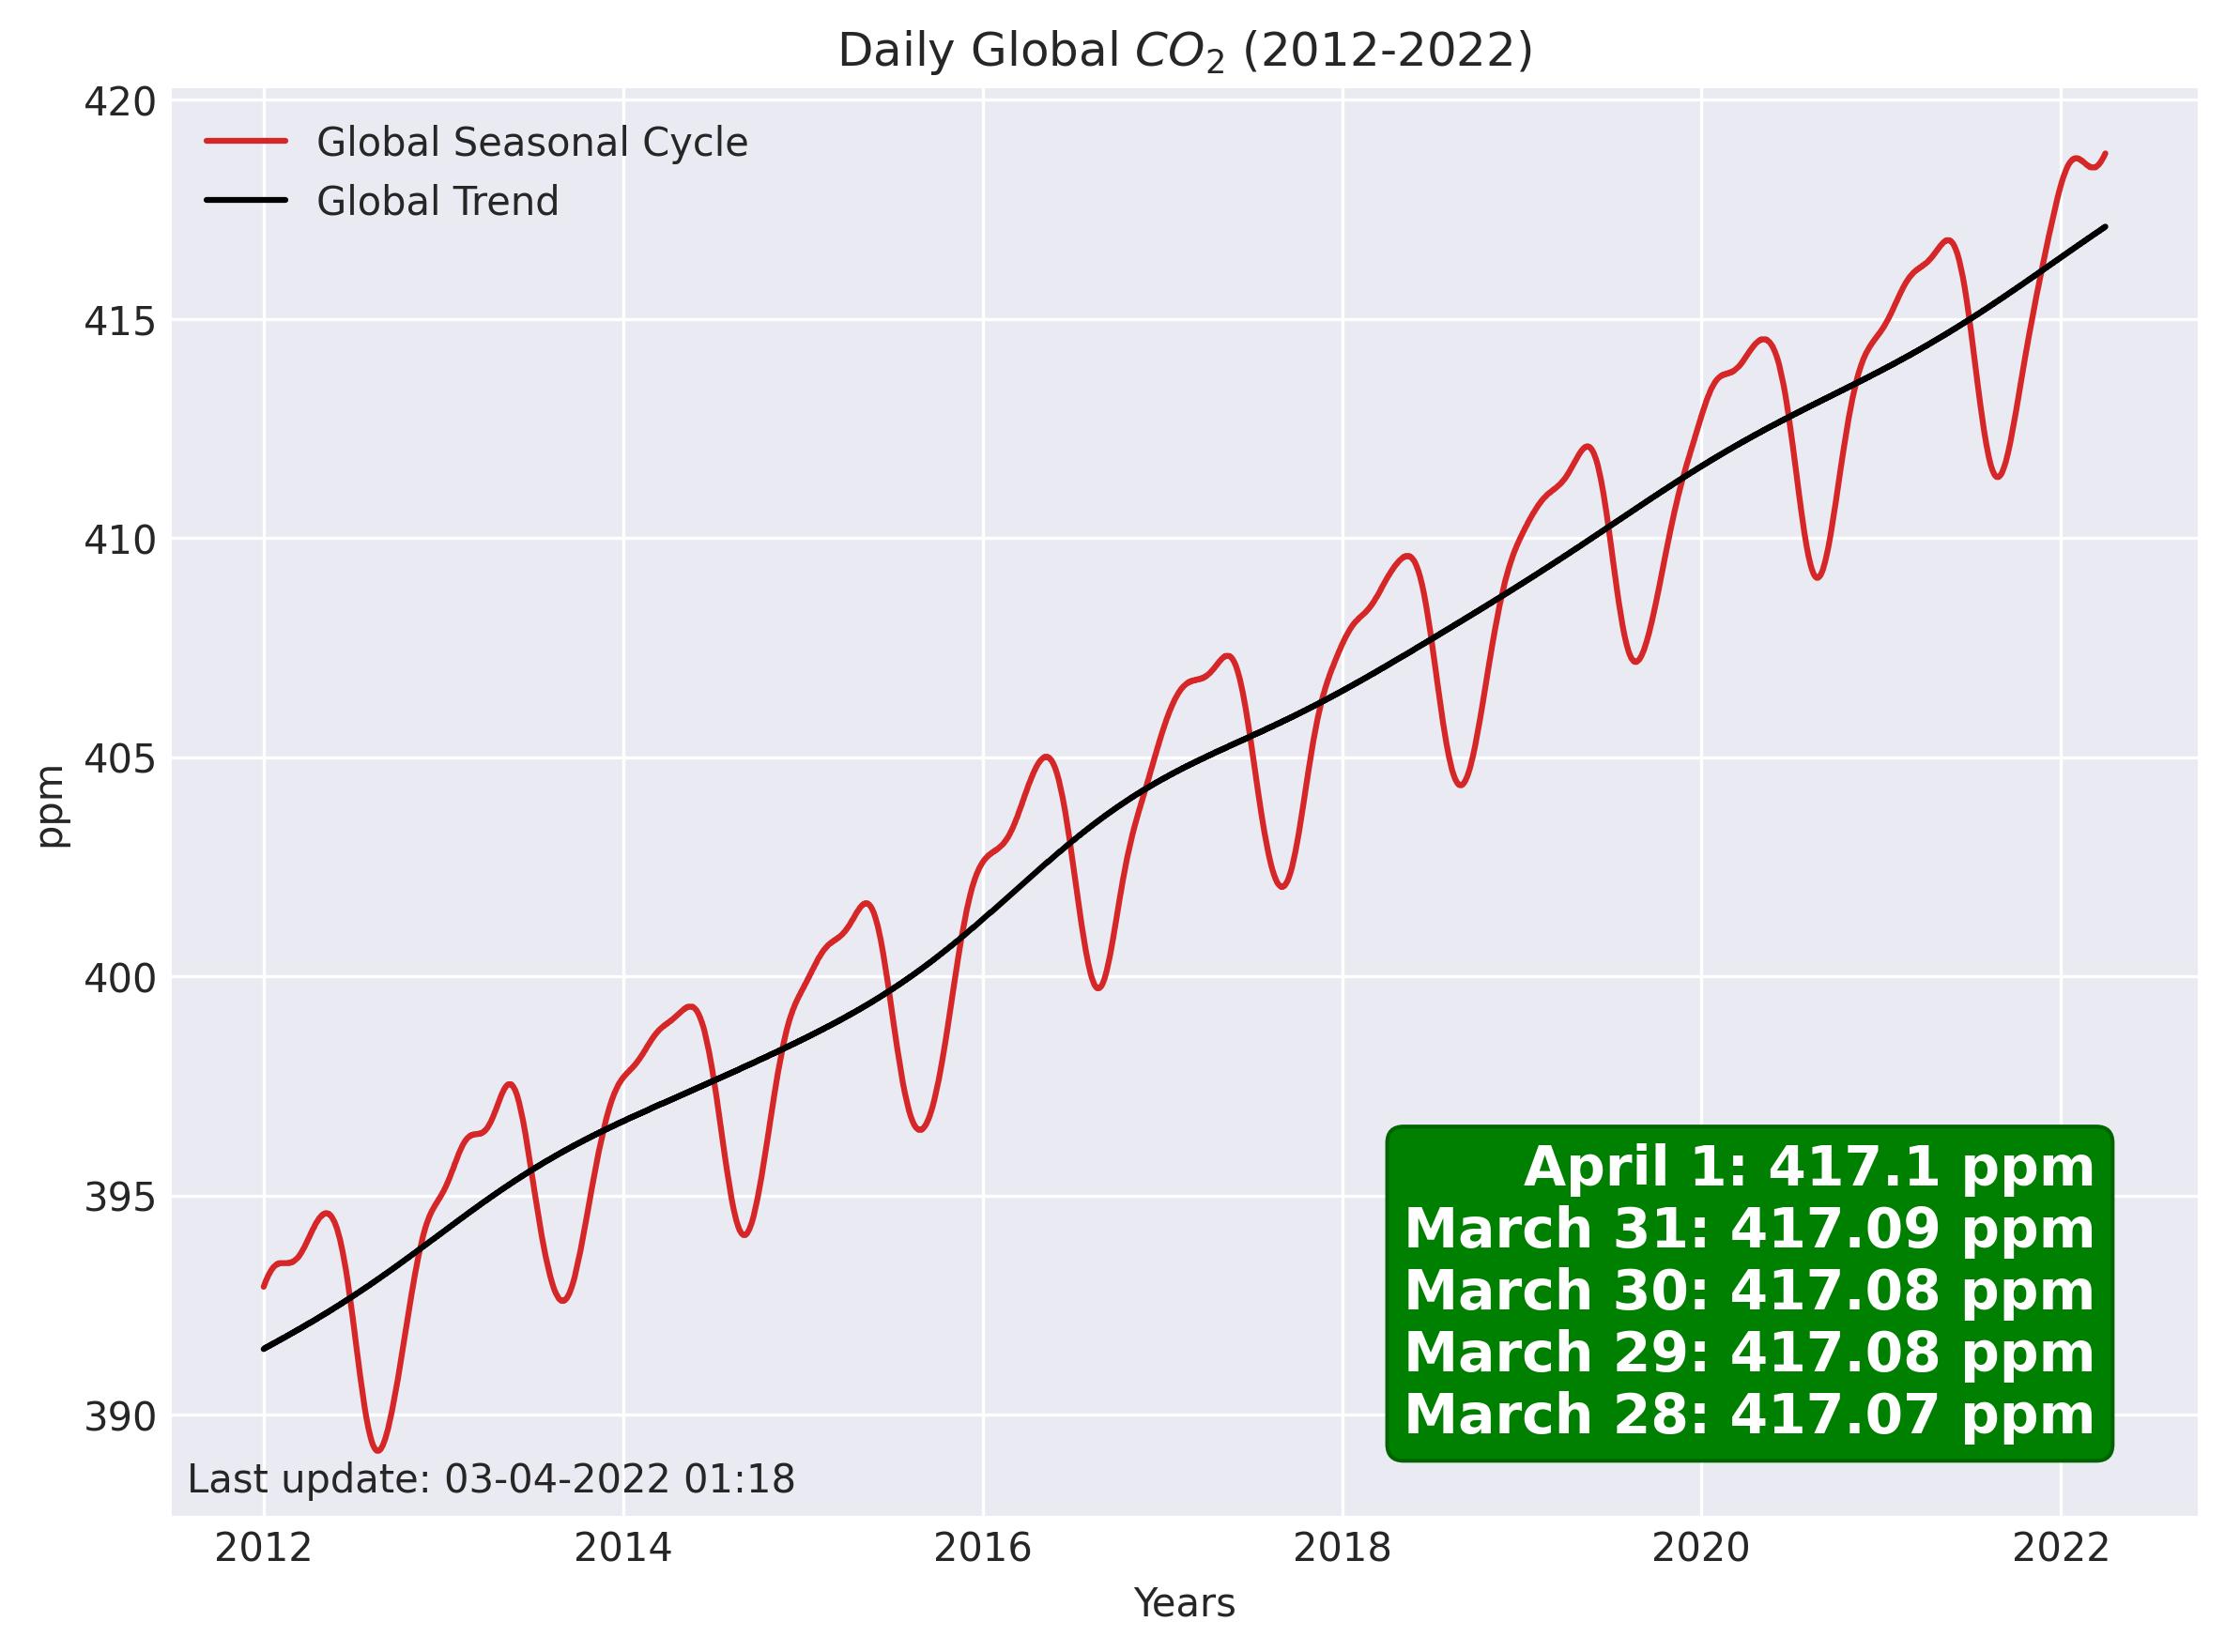 Daily Global CO₂ (2012-2022)
Global Seasonal Cycle
Global Trend
420
415
410
405
400
395
390
ppm
April 1: 417.1 ppm
March 31: 417.09 ppm
March 30: 417.08 ppm
March 29: 417.08 ppm
March 28: 417.07 ppm
Last update: 03-04-2022 01:18
2012 2014 2016 2018 2020 2022
Years